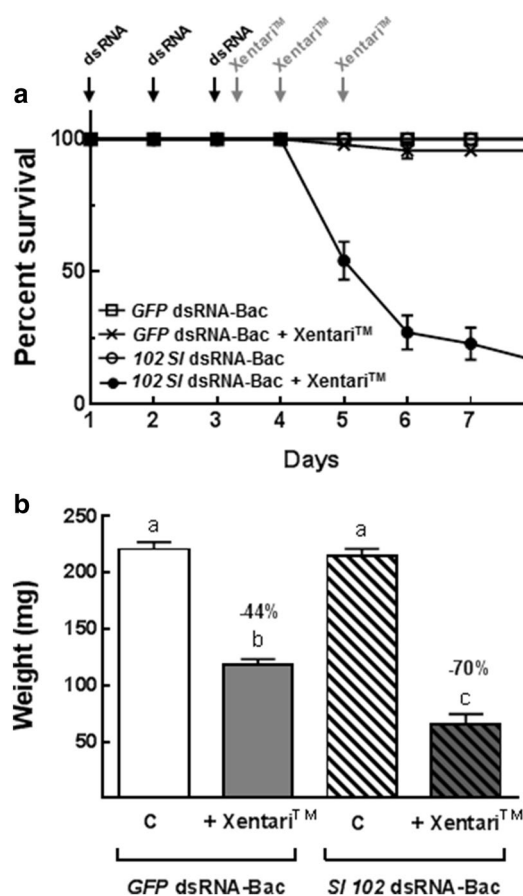 dsRNA dsRNA dsRNA Xentari™ Xentari™ Xentari™
a
100
50
0
Percent survival
GFP dsRNA-Bac
GFP dsRNA-Bac + Xentari™
102 Sl dsRNA-Bac
102 Sl dsRNA-Bac + Xentari™
1 2 3 4 5 6 7
Days
b
250
200
150
100
50
Weight (mg)
a
-44%
b
a
-70%
c
C + Xentari™ C + Xentari™
GFP dsRNA-Bac Sl 102 dsRNA-Bac